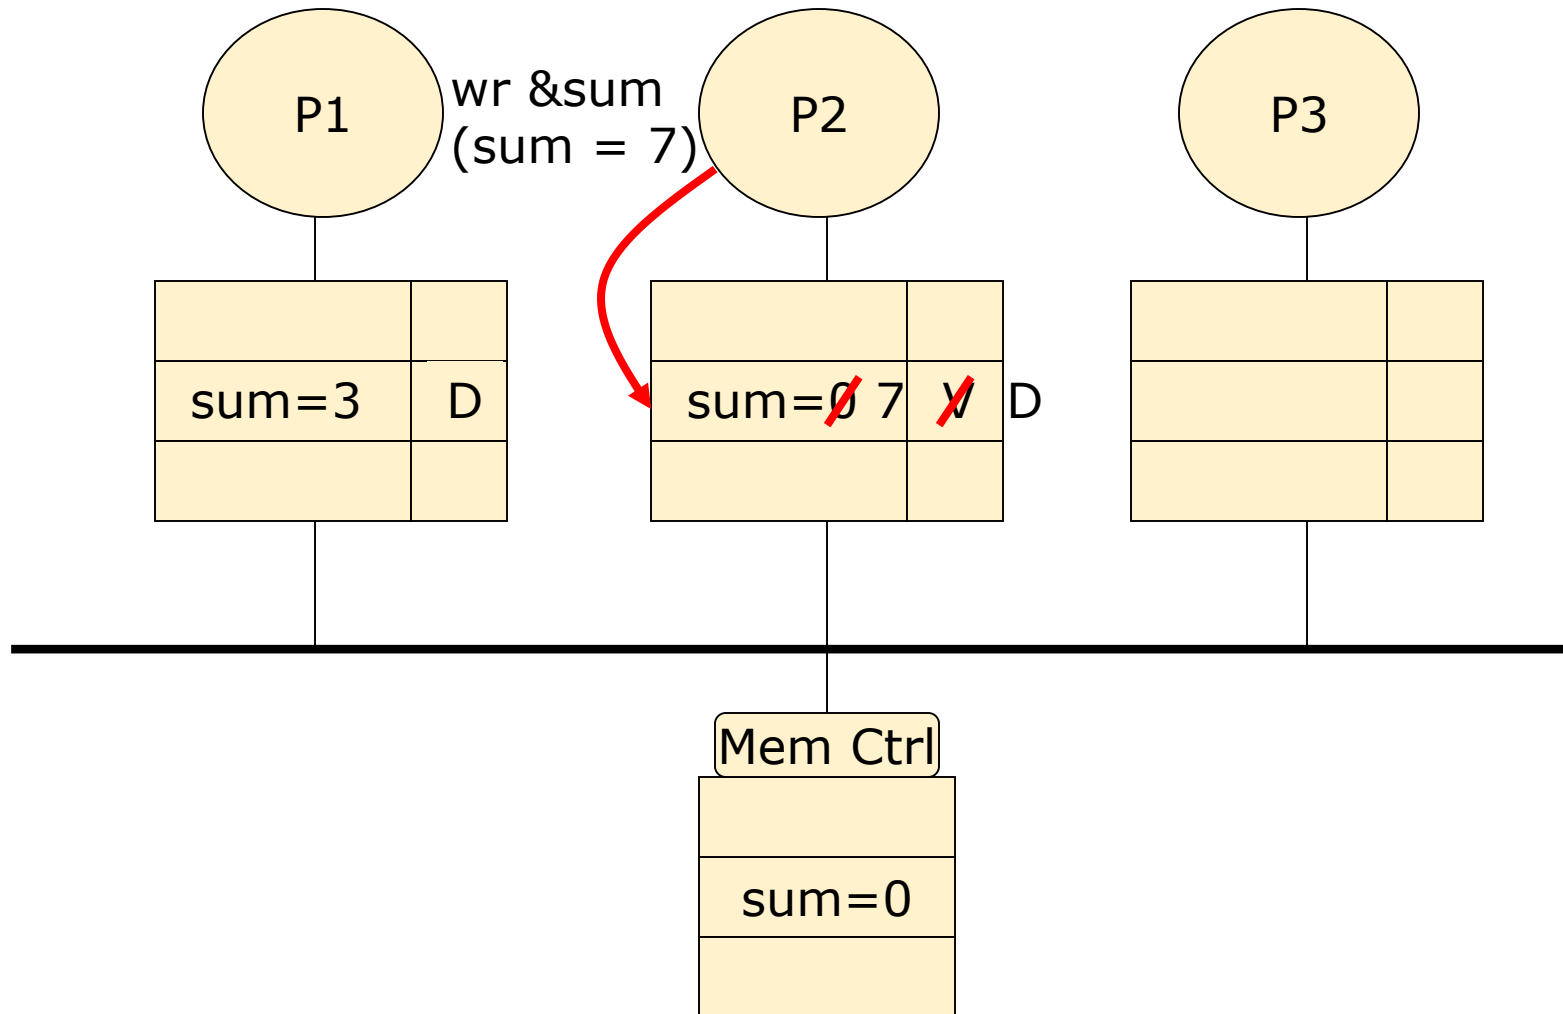 P1
wr &sum
(sum = 7)
P2
P3
sum=3
D
sum=0 7
V
D
Mem Ctrl
sum=0